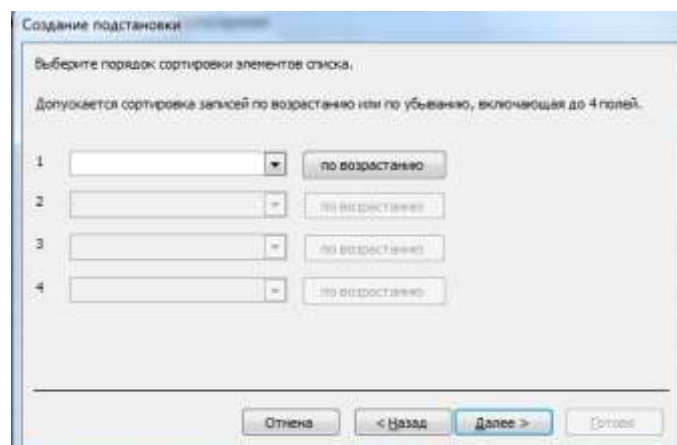 Создание подстановки
Выберите порядок сортировки элементов списка.
Допускается сортировка записей по возрастанию или по убыванию, включающая до 4 полей.
1 по возрастанию
2 по возрастанию
3 по возрастанию
4 по возрастанию
Отмена < Назад Далее > Готово